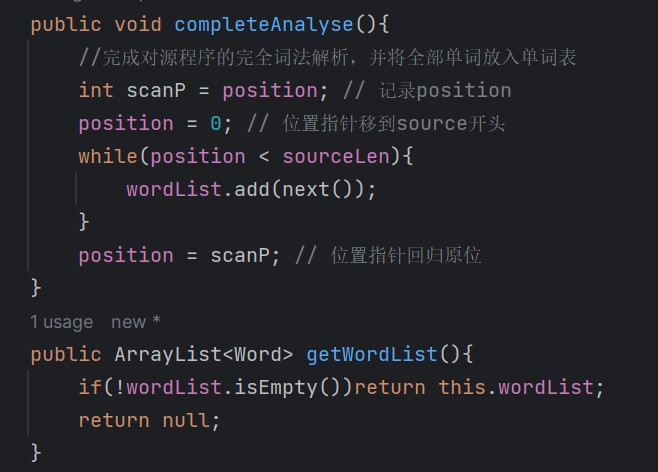 public void completeAnalyse(){
    //完成对源程序的完全词法解析，并将全部单词放入单词表
    int scanP = position; // 记录position
    position = 0; // 位置指针移到source开头
    while(position < sourceLen){
        wordList.add(next());
    }
    position = scanP; // 位置指针回归原位
}
1 usage   new *
public ArrayList<Word> getWordList(){
    if(!wordList.isEmpty())return this.wordList;
    return null;
}